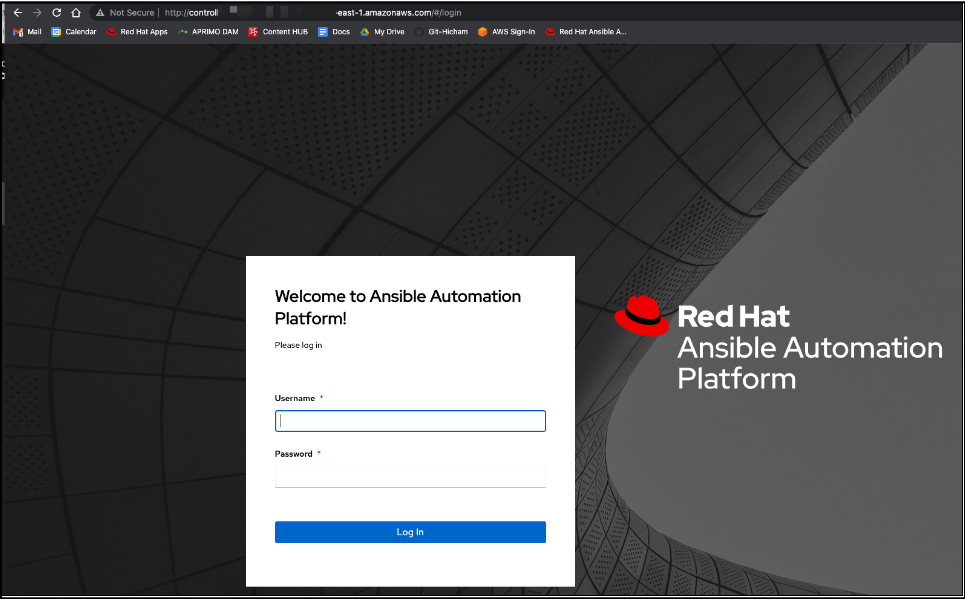 Not Secure | http://controll -east-1.amazonaws.com/#/login
Mail Calendar Red Hat Apps APRIMO DAM Content HUB Docs My Drive Git-Hicham AWS Sign-In Red Hat Ansible A...
Welcome to Ansible Automation
Platform!
Please log in
Username *
Password *
Log In
Red Hat
Ansible Automation
Platform